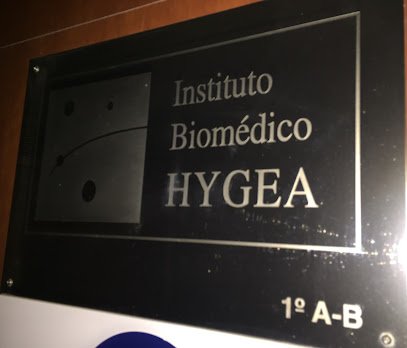 Instituto
Biomédico
HYGEA
1º A-B